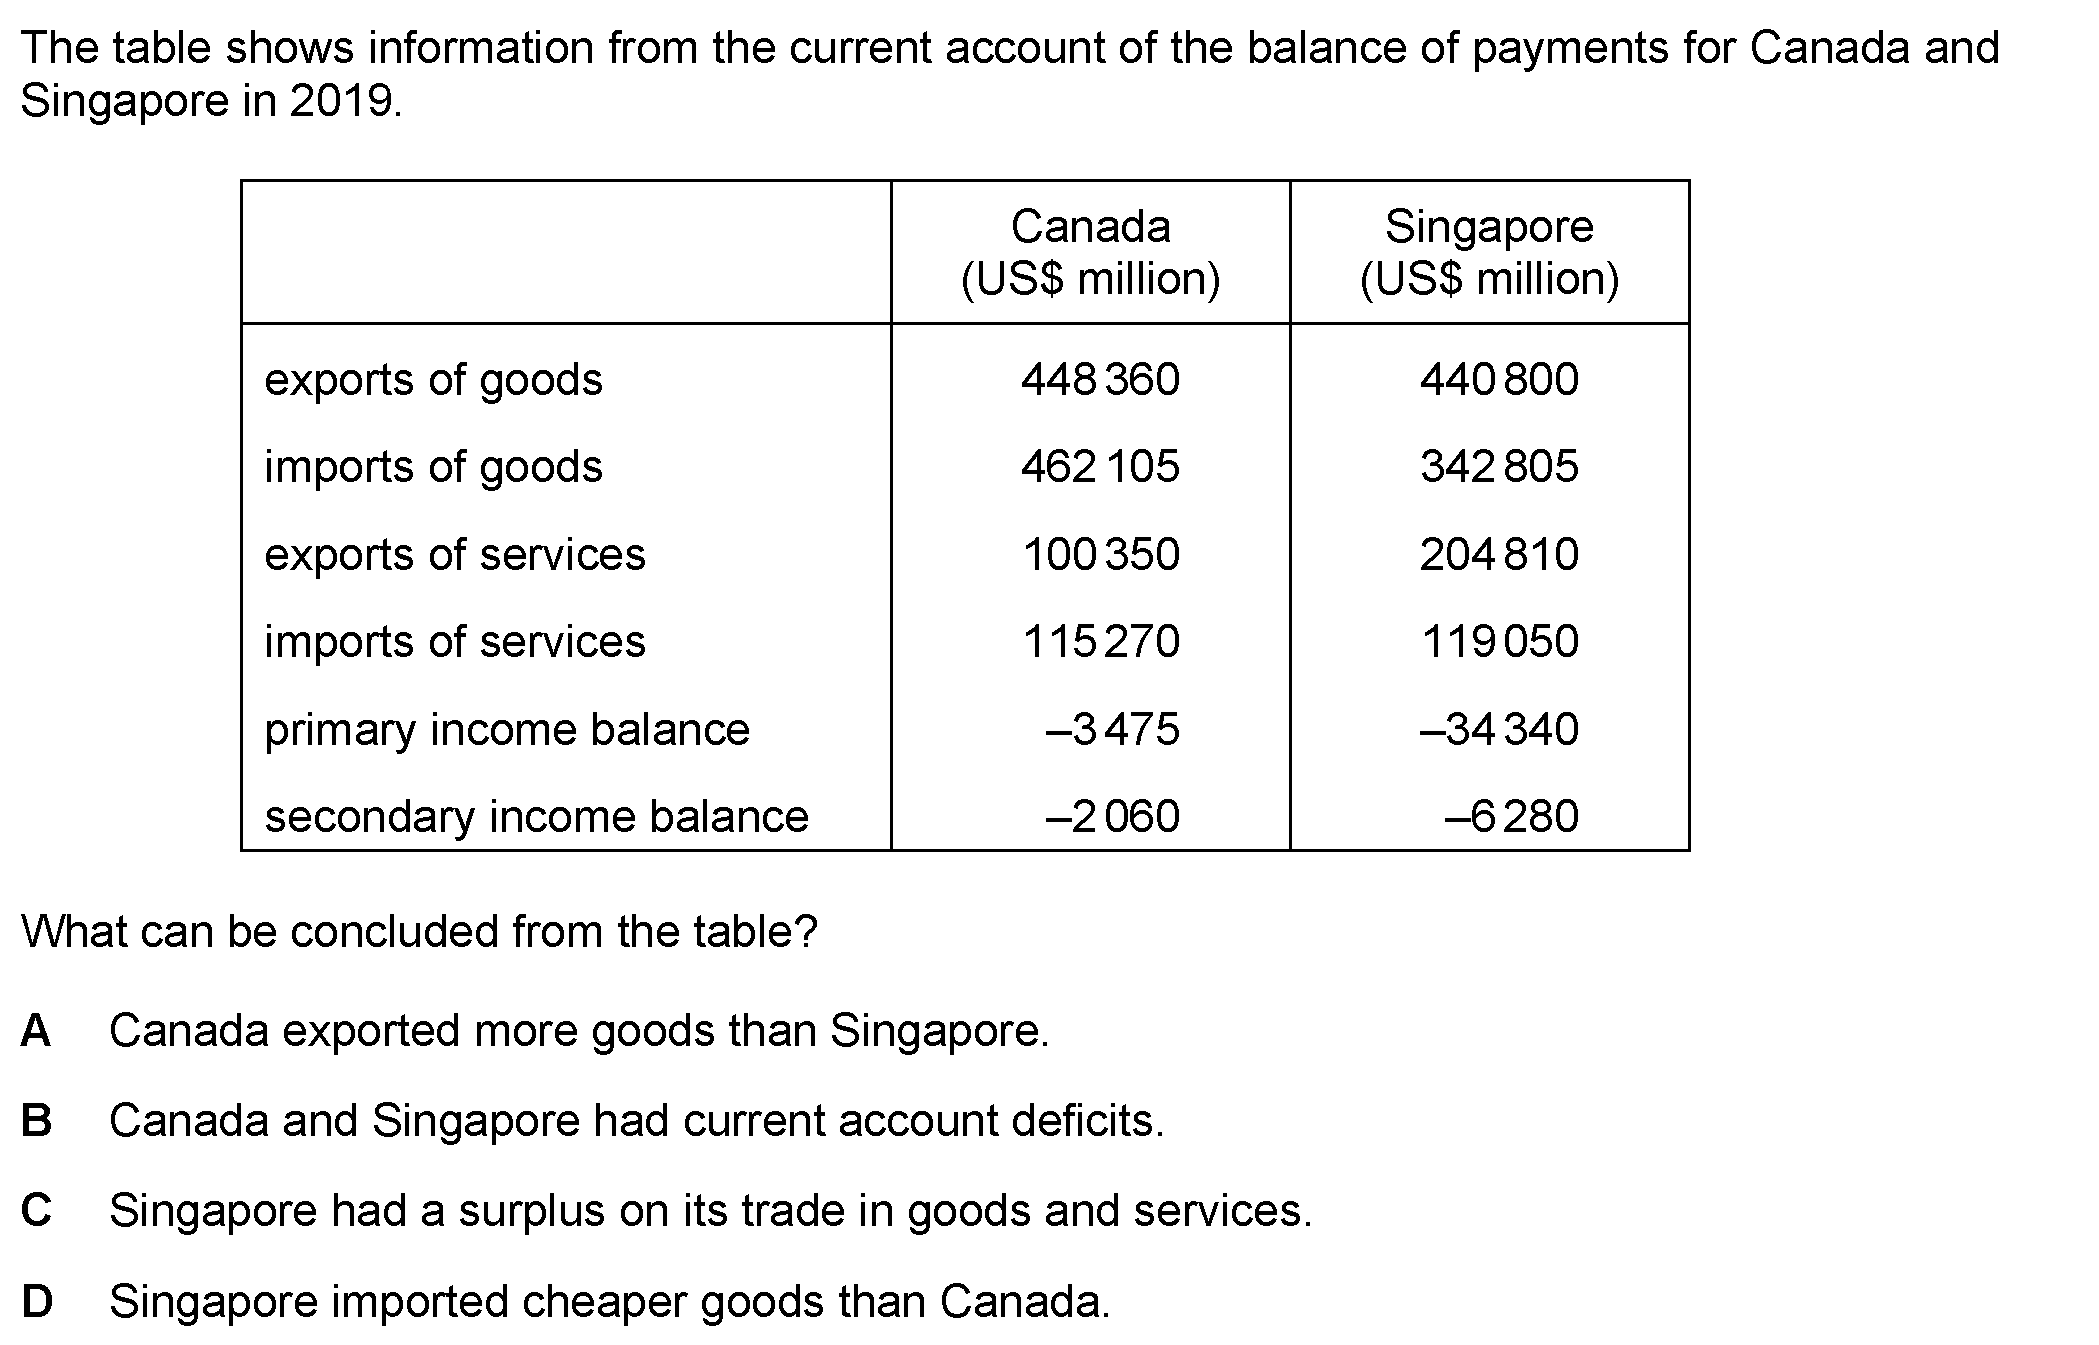 The table shows information from the current account of the balance of payments for Canada and
Singapore in 2019.
Canada Singapore
(US$ million) (US$ million)
exports of goods 448 360 440 800
imports of goods 462 105 342 805
exports of services 100 350 204 810
imports of services 115 270 119 050
primary income balance –3 475 –34 340
secondary income balance –2 060 –6 280
What can be concluded from the table?
A Canada exported more goods than Singapore.
B Canada and Singapore had current account deficits.
C Singapore had a surplus on its trade in goods and services.
D Singapore imported cheaper goods than Canada.